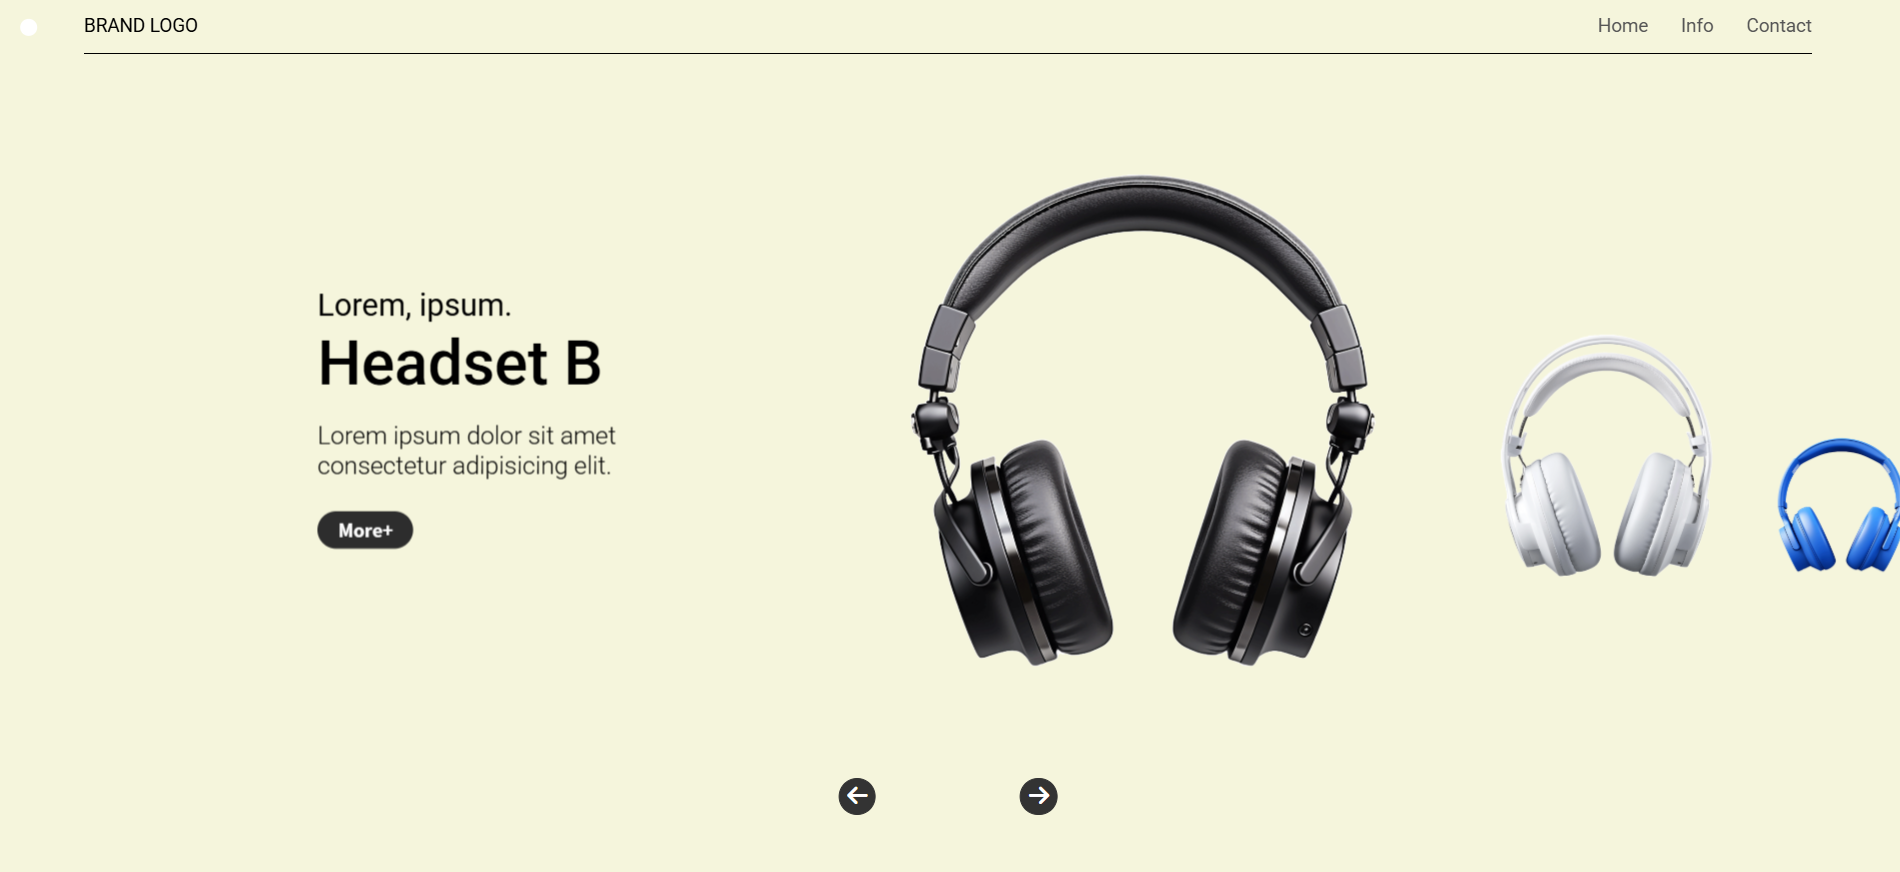 BRAND LOGO
Home Info Contact
Lorem, ipsum.
Headset B
Lorem ipsum dolor sit amet
consectetur adipisicing elit.
More+